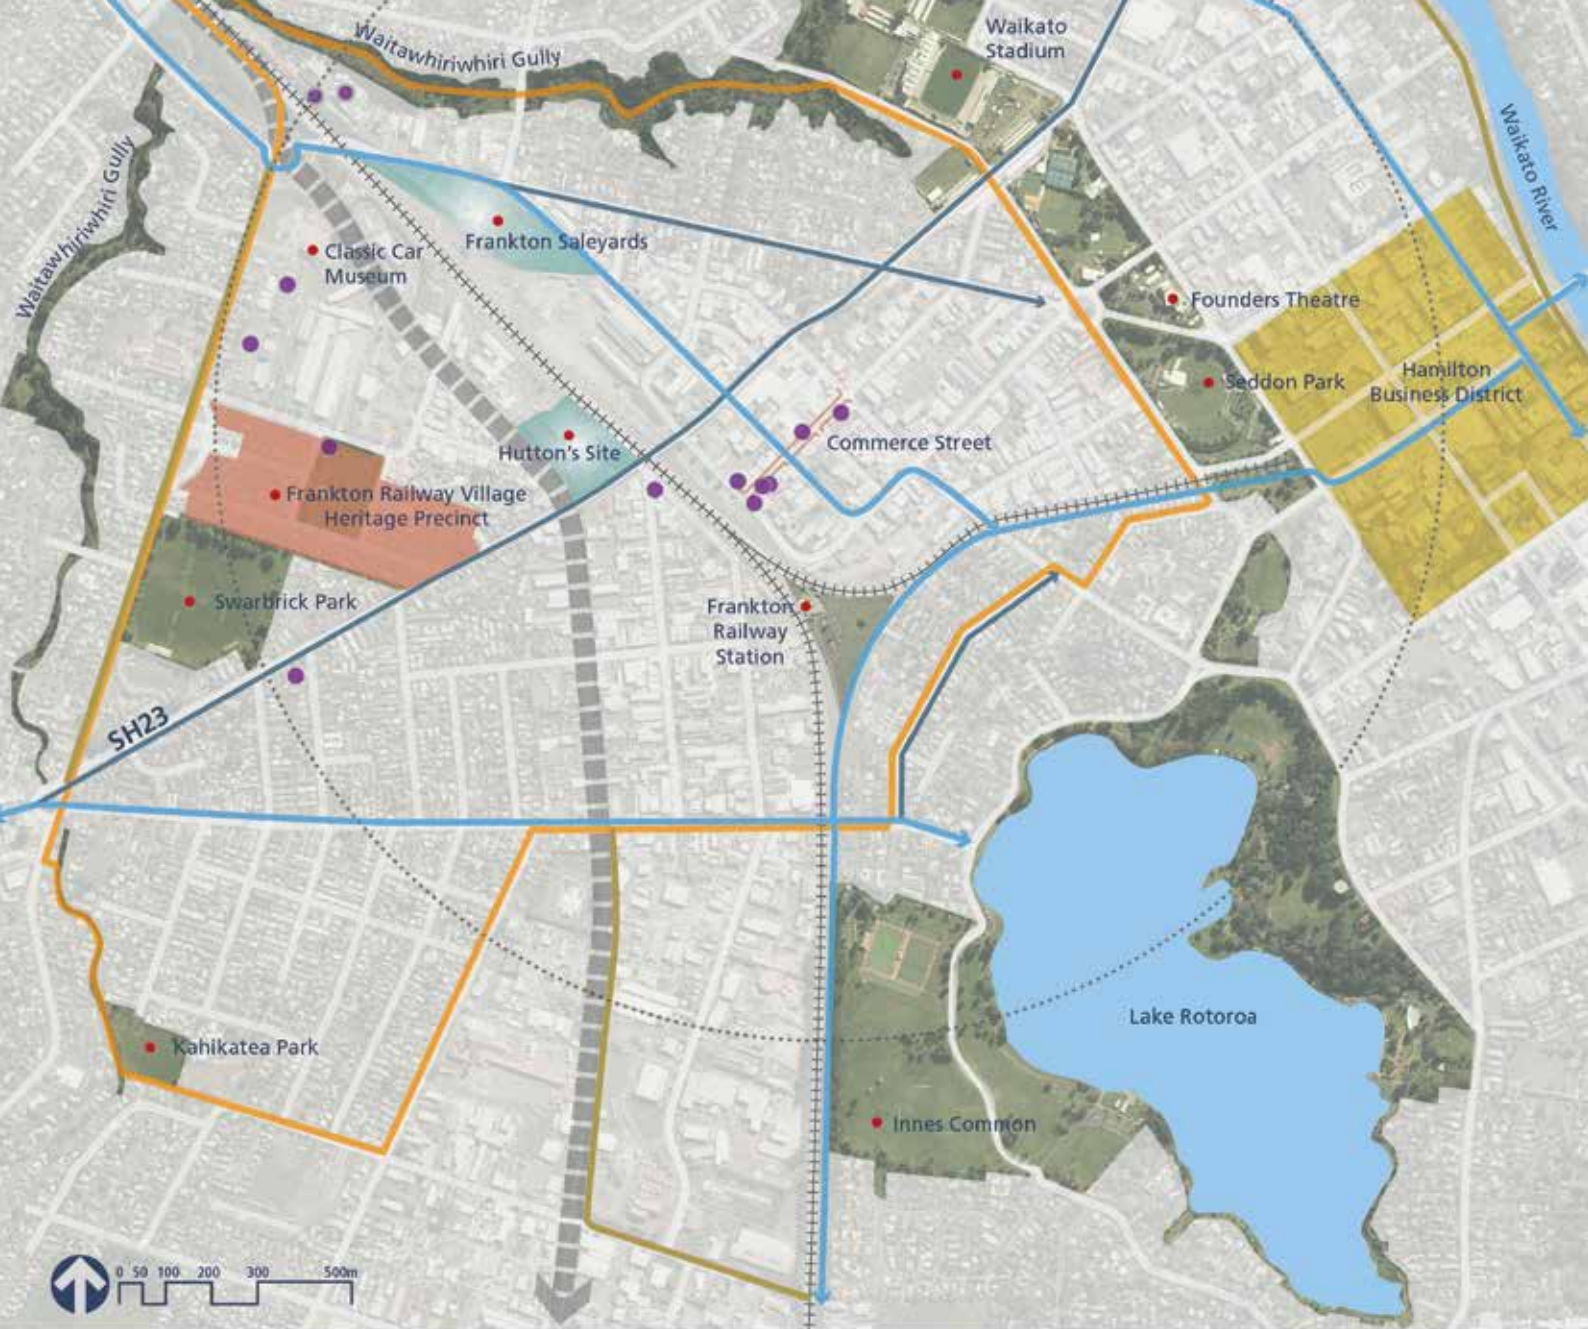 Waikato
Stadium
Waitawhiriwhiri Gully
Waikato River
Waitawhiriwhiri Gully
Frankton Saleyards
Classic Car
Museum
Founders Theatre
Hamilton
Business District
Seddon Park
Commerce Street
Hutton's Site
Frankton Railway Village
Heritage Precinct
Swarbrick Park
Frankton
Railway
Station
SH23
Lake Rotoroa
Kahikatea Park
Innes Common
0 50 100 200 300 500m